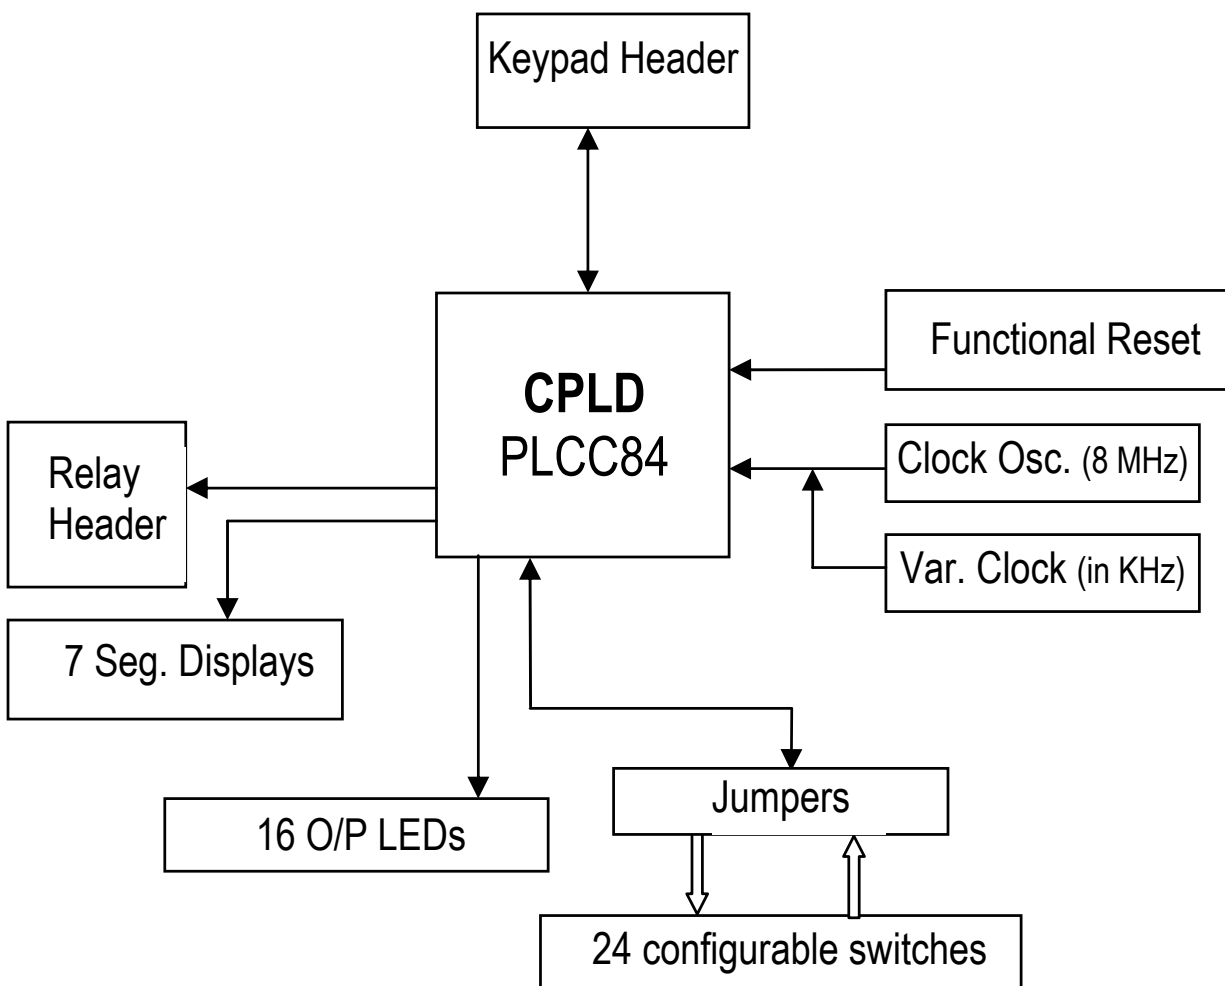 Keypad Header
Functional Reset
CPLD
PLCC84
Clock Osc. (8 MHz)
Relay
Header
Var. Clock (in KHz)
7 Seg. Displays
Jumpers
16 O/P LEDs
24 configurable switches